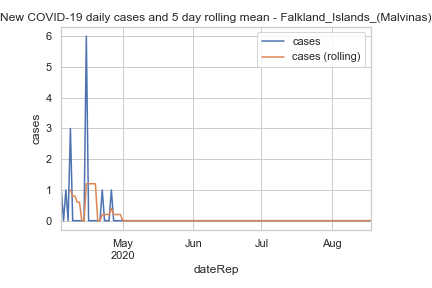 New COVID-19 daily cases and 5 day rolling mean - Falkland_Islands_(Malvinas)
cases
cases (rolling)
6
5
4
3
2
1
0
cases
May
2020
Jun
Jul
Aug
dateRep